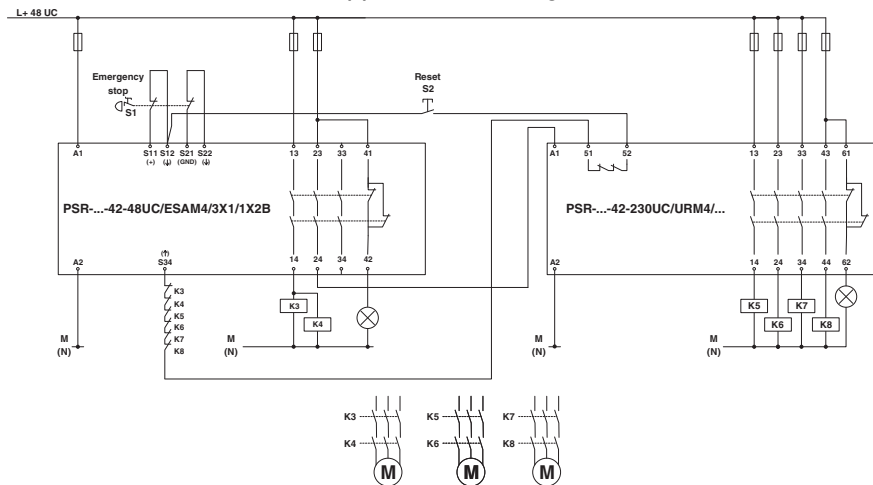 L+ 48 UC
Emergency
stop
S1
Reset
S2
A1
S11
(+)
S12
(↓)
S21
(GND)
S22
(↓)
13
23
33
41
A1
51
52
13
23
33
43
61
PSR-...-42-48UC/ESAM4/3X1/1X2B
PSR-...-42-230UC/URM4/...
A2
(↑)
S34
14
24
34
42
A2
14
24
34
44
62
K3
K4
K5
K6
K7
K8
K3
K4
K5
K6
K7
K8
M
(N)
M
(N)
M
(N)
M
(N)
K3
K4
M
K5
K6
M
K7
K8
M